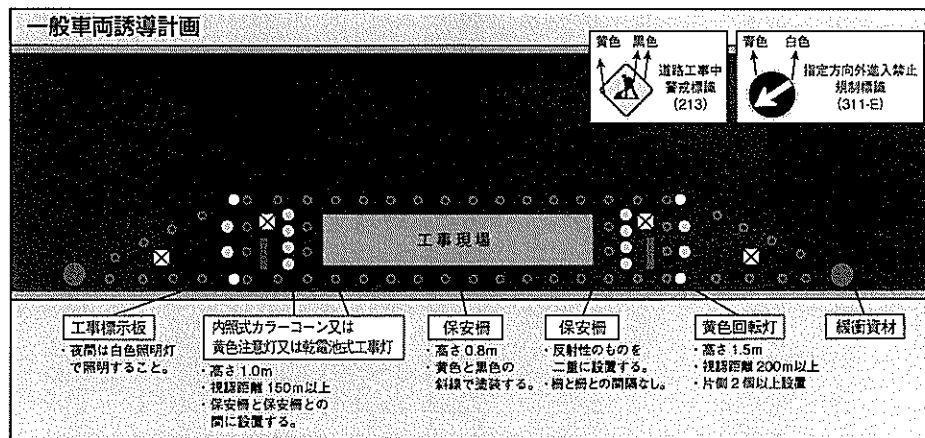 一般車両誘導計画
黄色 黒色
道路工事中
警戒標識
(213)
青色 白色
指定方向外進入禁止
規制標識
(311-E)
工事現場
工事標示板
・夜間は白色照明灯
で照明すること。
内照式カラーコーン又は
黄色注意灯又は乾電池式工事灯
・高さ1.0m
・視認距離150m以上
・保安柵と保安柵との
間に設置する。
保安柵
・高さ0.8m
・黄色と黒色の
斜線で塗装する。
保安柵
・反射性のものを
二重に設置する。
・柵と柵との間隔なし。
黄色回転灯
・高さ1.5m
・視認距離200m以上
・片側2個以上設置
緩衝資材